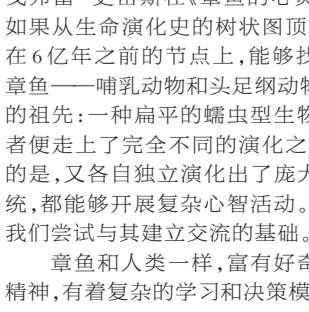 如果从生命演化史的树状图顶
在6亿年之前的节点上,能够找
章鱼——哺乳动物和头足纲动物
的祖先:一种扁平的蠕虫型生物
者便走上了完全不同的演化之
的是,又各自独立演化出了庞大
统,都能够开展复杂心智活动。
我们尝试与其建立交流的基础。
章鱼和人类一样,富有好奇
精神,有着复杂的学习和决策模